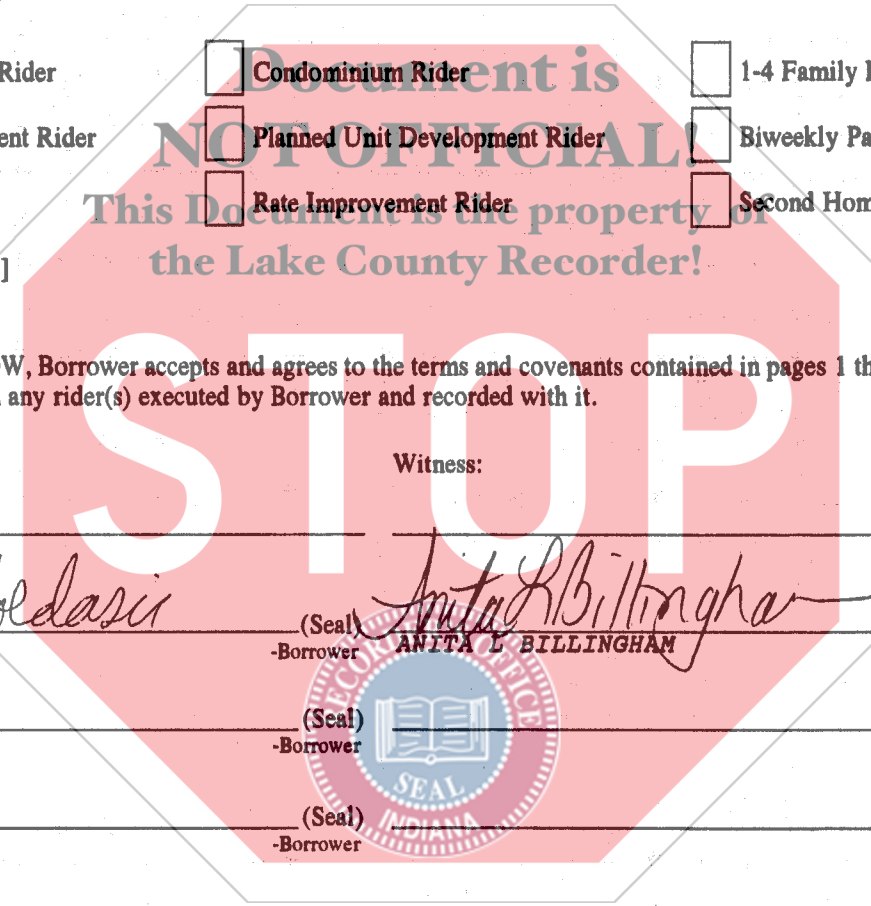 Rider Condominium Rider 1-4 Family
Document is
ent Rider Planned Unit Development Rider Biweekly Pa
NOT OFFICIAL!
Rate Improvement Rider Second Hom
This Document is the property of
the Lake County Recorder!
]
W, Borrower accepts and agrees to the terms and covenants contained in pages 1 th
any rider(s) executed by Borrower and recorded with it.
STOP
Witness:
Anita L Billingham
(Seal) ANITA L BILLINGHAM
-Borrower
(Seal)
-Borrower
(Seal)
-Borrower
RECORDER'S OFFICE
SEAL
INDIANA